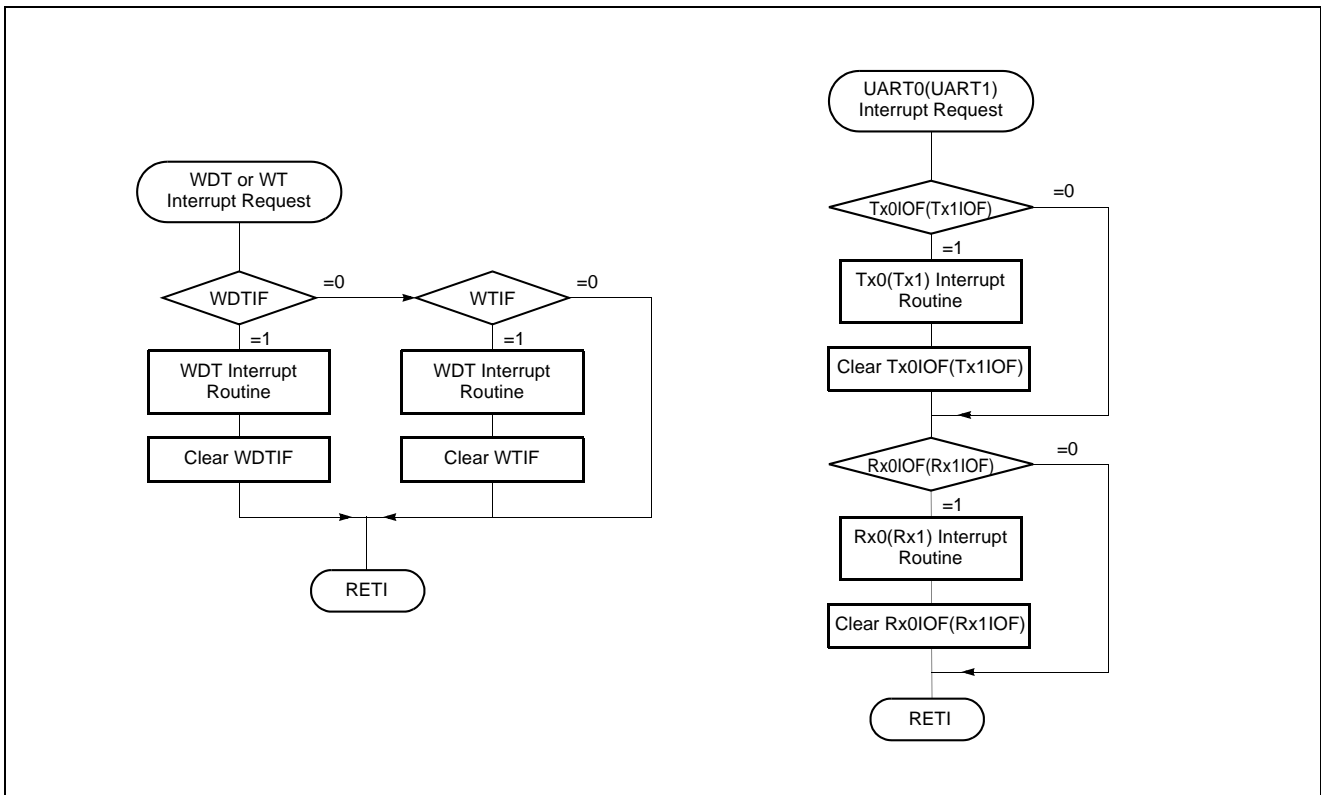 WDT or WT
Interrupt Request
WDTIF
=0
WTIF
=0
=1
=1
WDT Interrupt
Routine
WDT Interrupt
Routine
Clear WDTIF
Clear WTIF
RETI
UART0(UART1)
Interrupt Request
Tx0IOF(Tx1IOF)
=0
=1
Tx0(Tx1) Interrupt
Routine
Clear Tx0IOF(Tx1IOF)
Rx0IOF(Rx1IOF)
=0
=1
Rx0(Rx1) Interrupt
Routine
Clear Rx0IOF(Rx1IOF)
RETI